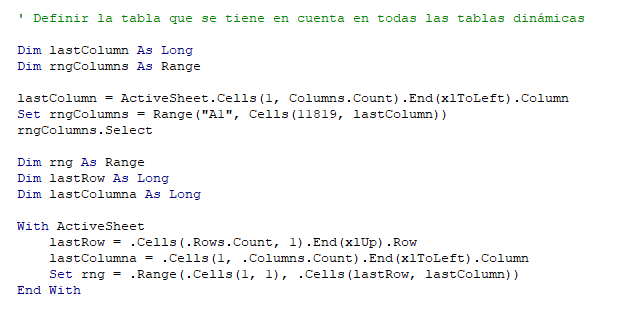 ' Definir la tabla que se tiene en cuenta en todas las tablas dinámicas
Dim lastColumn As Long
Dim rngColumns As Range
lastColumn = ActiveSheet.Cells(1, Columns.Count).End(xlToLeft).Column
Set rngColumns = Range("A1", Cells(11819, lastColumn))
rngColumns.Select
Dim rng As Range
Dim lastRow As Long
Dim lastColumna As Long
With ActiveSheet
    lastRow = .Cells(.Rows.Count, 1).End(xlUp).Row
    lastColumna = .Cells(1, .Columns.Count).End(xlToLeft).Column
    Set rng = .Range(.Cells(1, 1), .Cells(lastRow, lastColumn))
End With